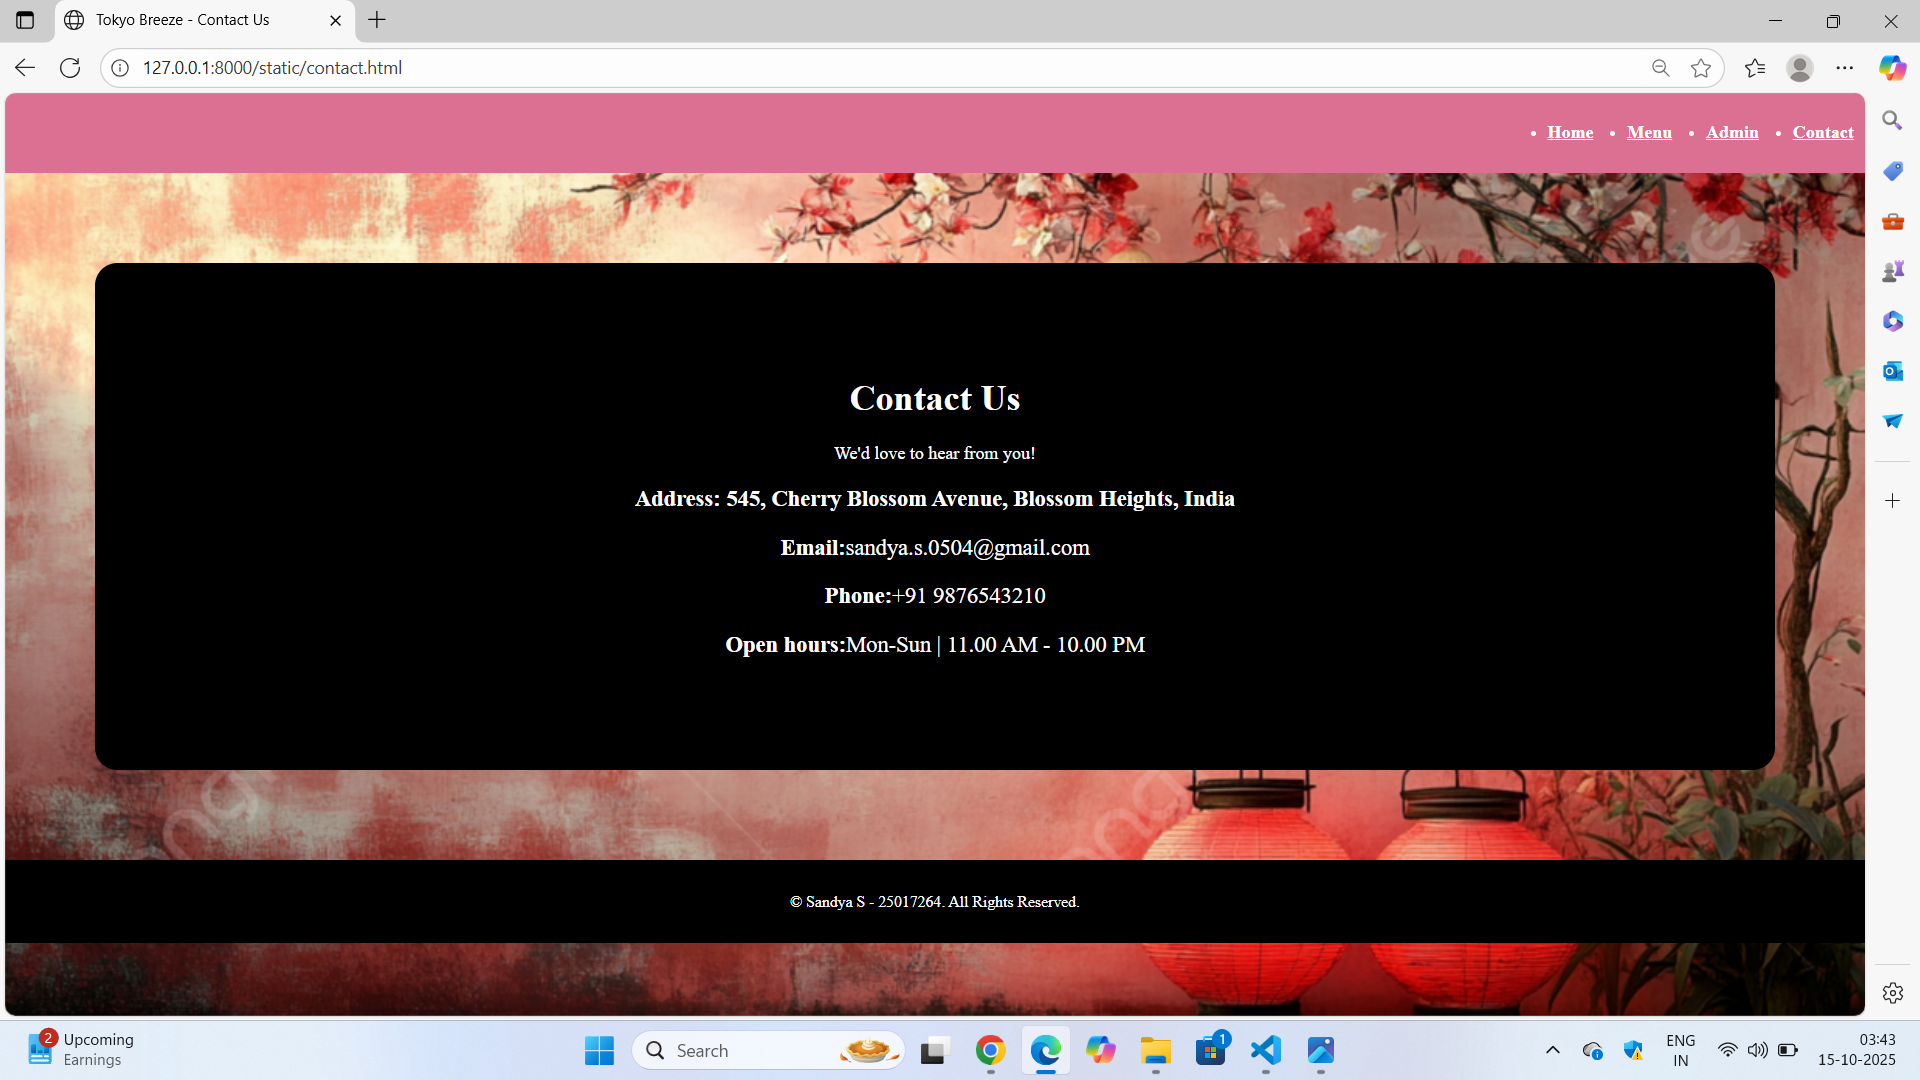 Tokyo Breeze - Contact Us
127.0.0.1:8000/static/contact.html
• Home • Menu • Admin • Contact
Contact Us
We'd love to hear from you!
Address: 545, Cherry Blossom Avenue, Blossom Heights, India
Email:sandya.s.0504@gmail.com
Phone:+91 9876543210
Open hours:Mon-Sun | 11.00 AM - 10.00 PM
© Sandya S - 25017264. All Rights Reserved.
2
Upcoming
Earnings
Search
1
ENG
IN
03:43
15-10-2025